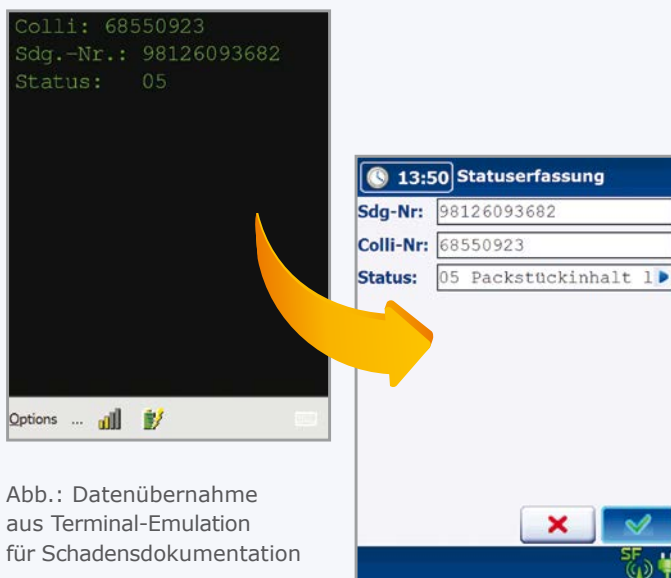 Colli: 68550923
Sdg.-Nr.: 98126093682
Status: 05
Options ...
13:50 Statuserfassung
Sdg-Nr: 98126093682
Colli-Nr: 68550923
Status: 05 Packstückinhalt l
SF
Abb.: Datenübernahme
aus Terminal-Emulation
für Schadensdokumentation